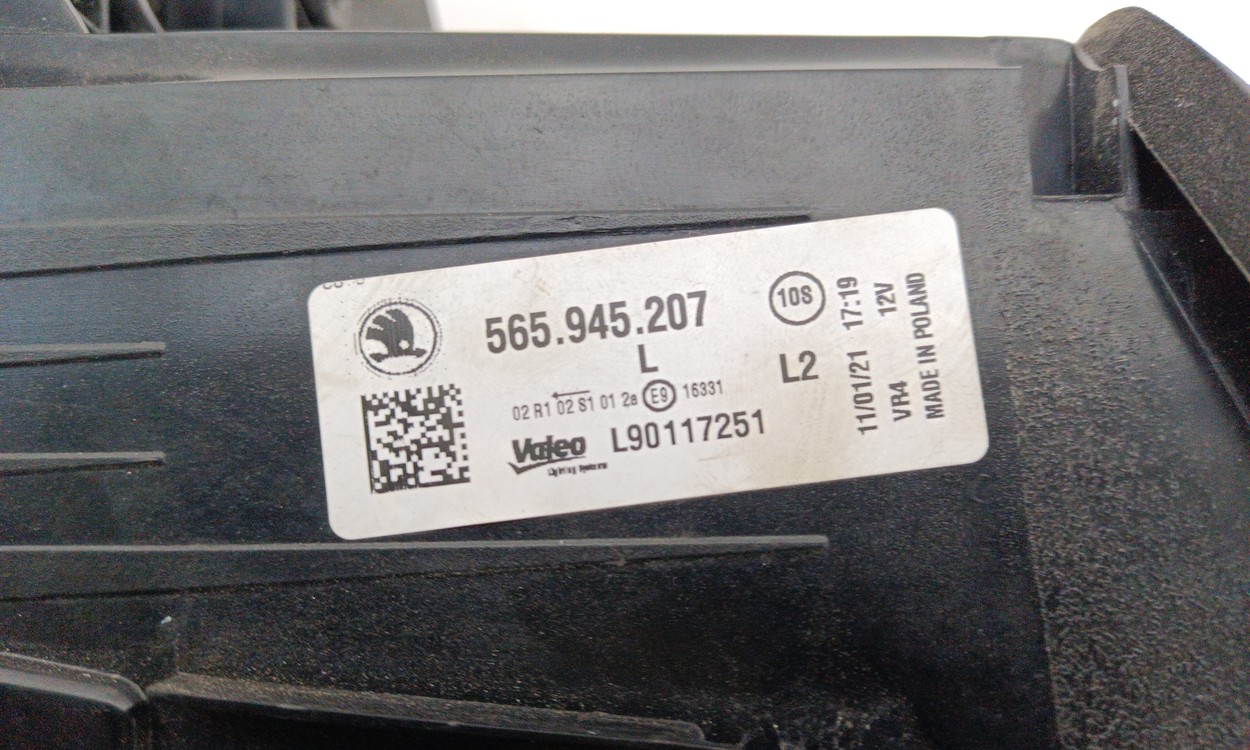 565.945.207
L
02 R1 02 S1 01 2a E9 16331
Valeo
L90117251
10S
L2
11/01/21 17:19
VR4 12V
MADE IN POLAND